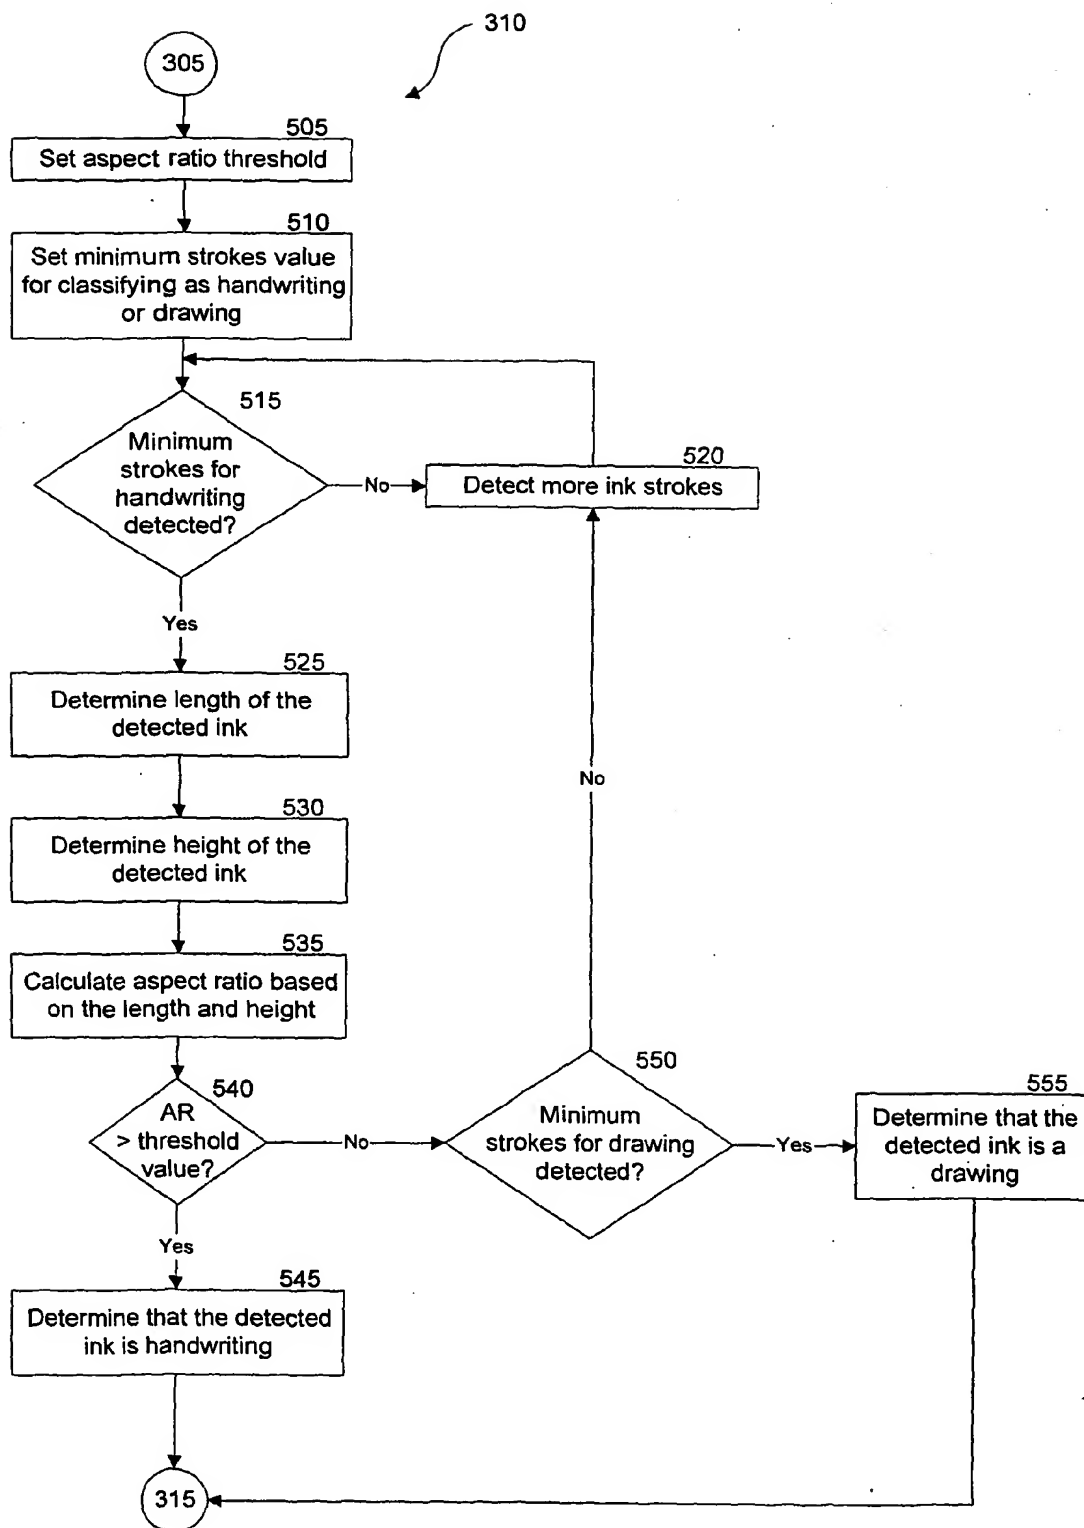 310
305
505
Set aspect ratio threshold
510
Set minimum strokes value
for classifying as handwriting
or drawing
515
Minimum
strokes for
handwriting
detected?
No
520
Detect more ink strokes
Yes
525
Determine length of the
detected ink
No
530
Determine height of the
detected ink
535
Calculate aspect ratio based
on the length and height
540
AR
> threshold
value?
No
550
Minimum
strokes for drawing
detected?
Yes
555
Determine that the
detected ink is a
drawing
Yes
545
Determine that the detected
ink is handwriting
315